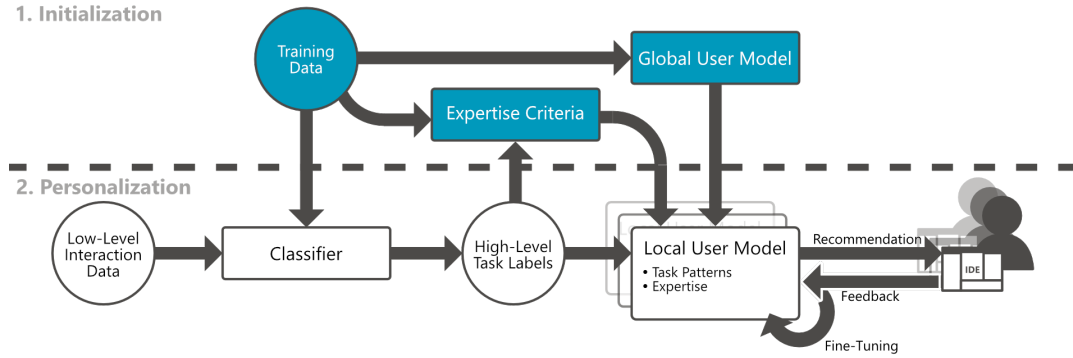 1. Initialization
Training
Data
Global User Model
Expertise Criteria
2. Personalization
Low-Level
Interaction
Data
Classifier
High-Level
Task Labels
Local User Model
• Task Patterns
• Expertise
Recommendation
IDE
Feedback
Fine-Tuning